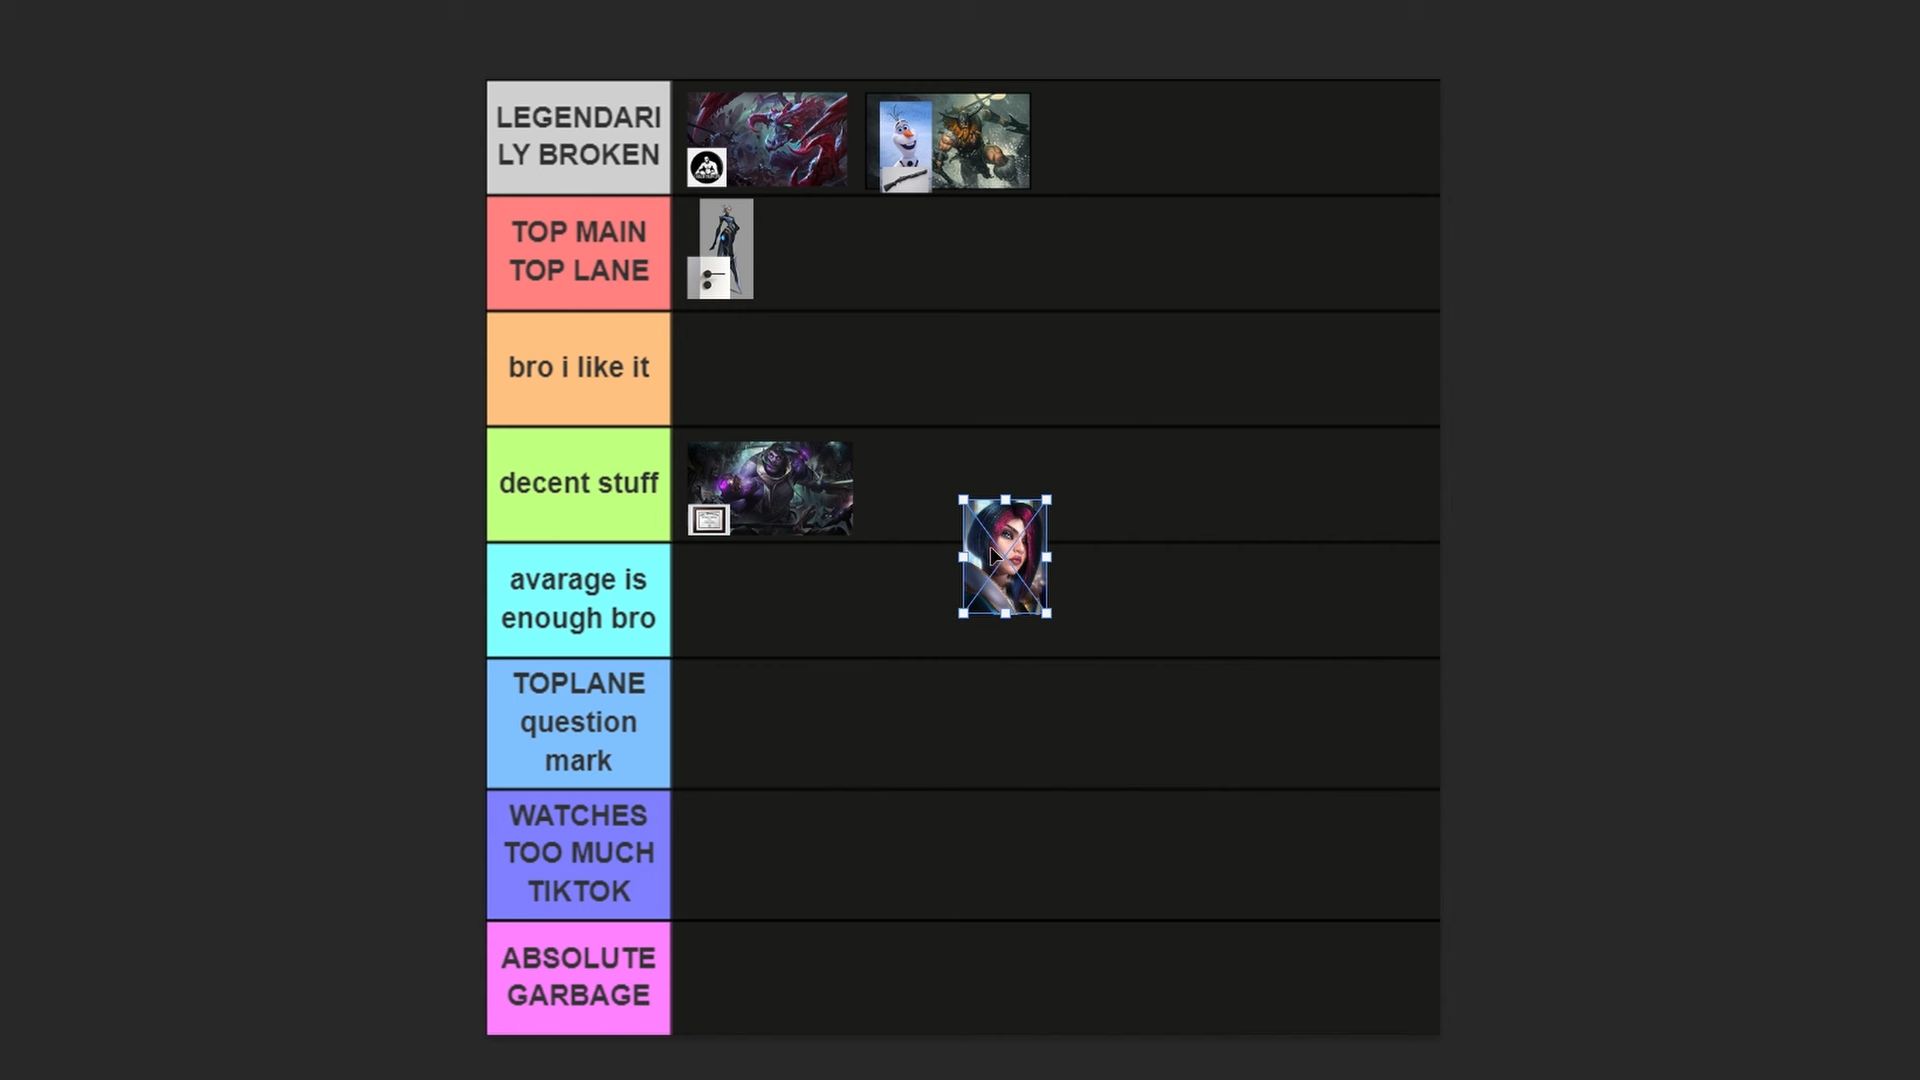 LEGENDARI
LY BROKEN
TOP MAIN
TOP LANE
bro i like it
decent stuff
avarage is
enough bro
TOPLANE
question
mark
WATCHES
TOO MUCH
TIKTOK
ABSOLUTE
GARBAGE